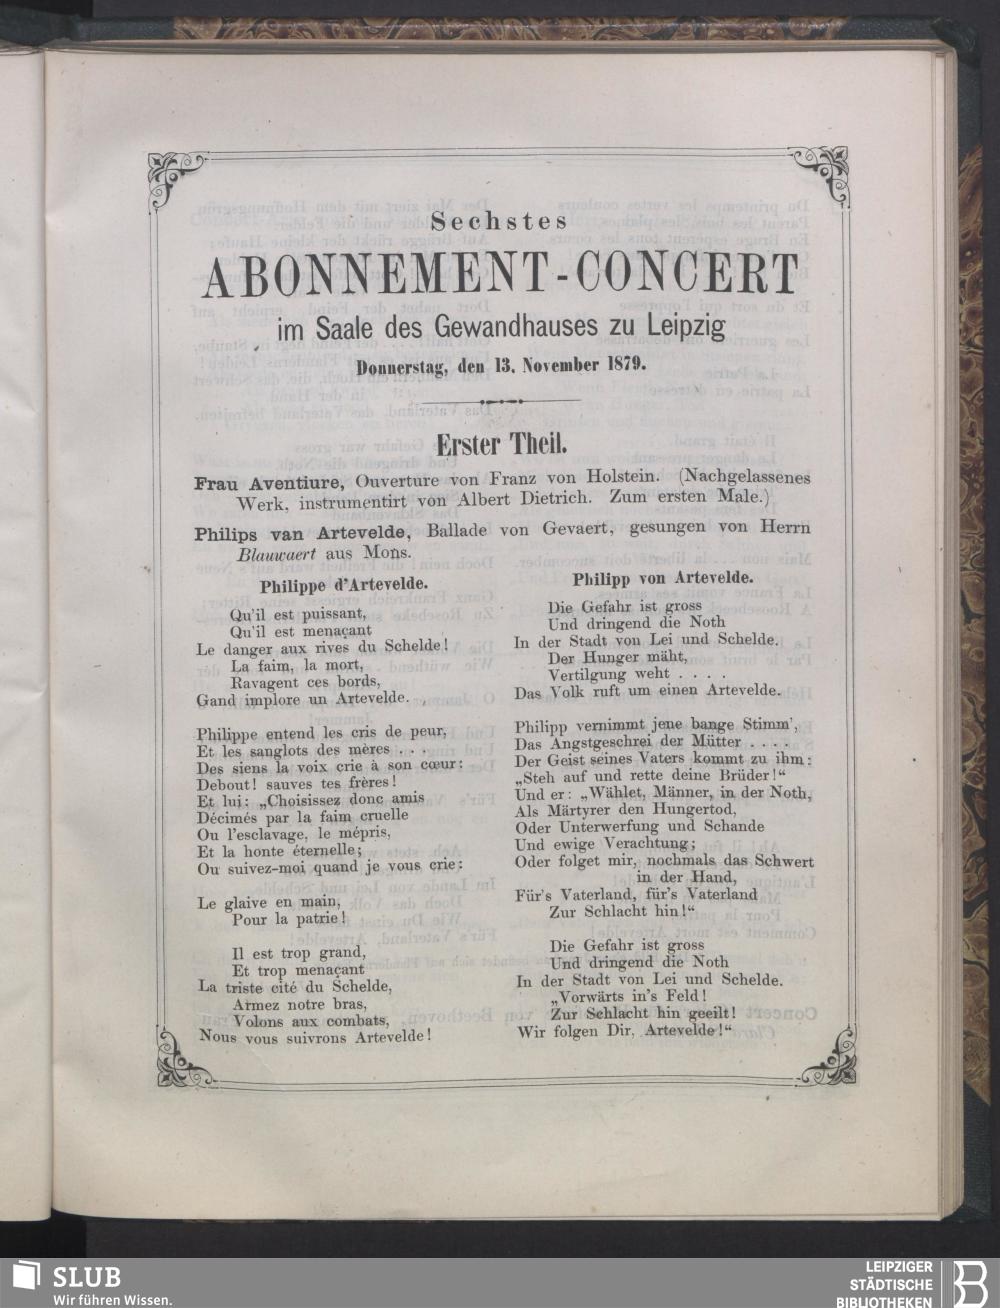 Sechstes
ABONNEMENT-CONCERT
im Saale des Gewandhauses zu Leipzig
Donnerstag, den 13. November 1879.
Erster Theil.
Frau Aventiure, Ouverture von Franz von Holstein. (Nachgelassenes
Werk, instrumentirt von Albert Dietrich. Zum ersten Male.)
Philips van Artevelde, Ballade von Gevaert, gesungen von Herrn
Blauwaert aus Mons.
Philippe d'Artevelde.
Qu'il est puissant,
Qu'il est menaçant
Le danger aux rives du Schelde!
La faim, la mort,
Ravagent ces bords,
Gand implore un Artevelde.
Philippe entend les cris de peur,
Et les sanglots des mères . . .
Des siens la voix crie à son cœur:
Debout! sauves tes frères!
Et lui: „Choisissez donc amis
Décimés par la faim cruelle
Ou l'esclavage, le mépris,
Et la honte éternelle;
Ou suivez-moi quand je vous crie:
Le glaive en main,
Pour la patrie!
Il est trop grand,
Et trop menaçant
La triste cité du Schelde,
Armez notre bras,
Volons aux combats,
Nous vous suivrons Artevelde!
Philipp von Artevelde.
Die Gefahr ist gross
Und dringend die Noth
In der Stadt von Lei und Schelde.
Der Hunger mäht,
Vertilgung weht . . . .
Das Volk ruft um einen Artevelde.
Philipp vernimmt jene bange Stimm',
Das Angstgeschrei der Mütter . . . .
Der Geist seines Vaters kommt zu ihm:
„Steh auf und rette deine Brüder!“
Und er: „Wählet, Männer, in der Noth,
Als Märtyrer den Hungertod,
Oder Unterwerfung und Schande
Und ewige Verachtung;
Oder folget mir, nochmals das Schwert
in der Hand,
Für's Vaterland, für's Vaterland
Zur Schlacht hin!“
Die Gefahr ist gross
Und dringend die Noth
In der Stadt von Lei und Schelde.
„Vorwärts in's Feld!
Zur Schlacht hin geeilt!
Wir folgen Dir, Artevelde!“
SLUB
Wir führen Wissen.
LEIPZIGER
STÄDTISCHE
BIBLIOTHEKEN